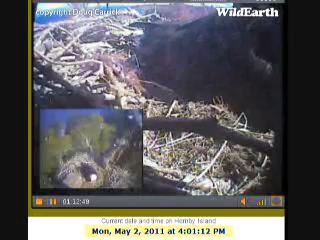 copyright Doug Carrick
WildEarth
01:12:49
Current date and time on Hornby Island
Mon, May 2, 2011 at 4:01:12 PM